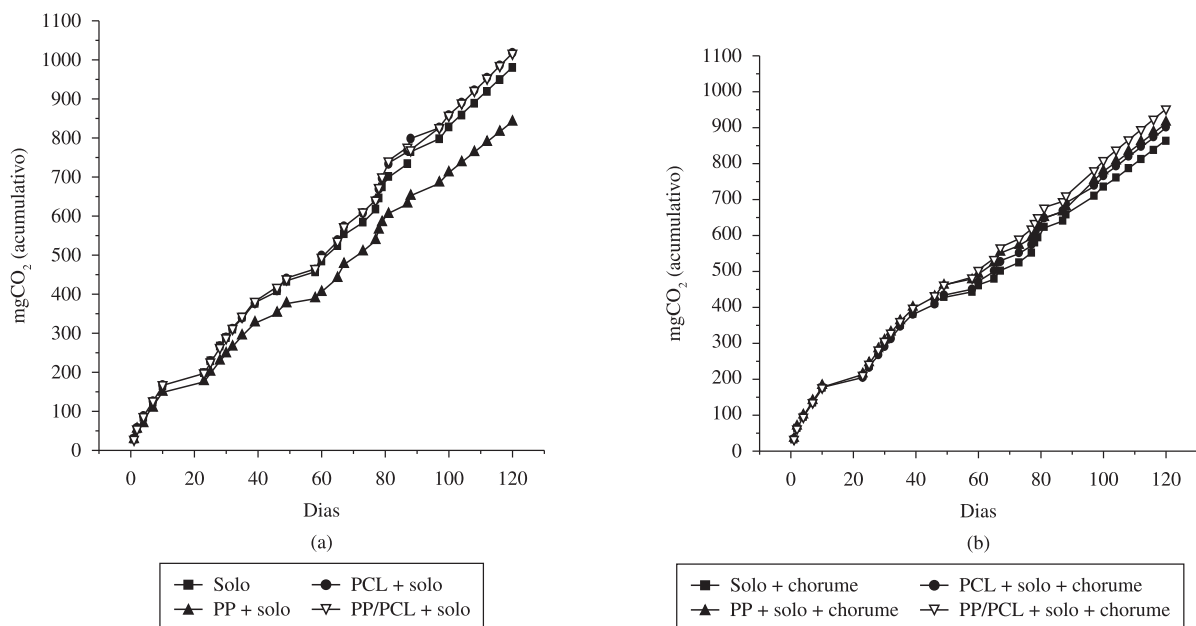 1100
1000
900
800
700
600
500
400
300
200
100
0
mgCO2 (acumulativo)
0 20 40 60 80 100 120
Dias
(a)
Solo PCL + solo
PP + solo PP/PCL + solo
1100
1000
900
800
700
600
500
400
300
200
100
0
mgCO2 (acumulativo)
0 20 40 60 80 100 120
Dias
(b)
Solo + chorume PCL + solo + chorume
PP + solo + chorume PP/PCL + solo + chorume